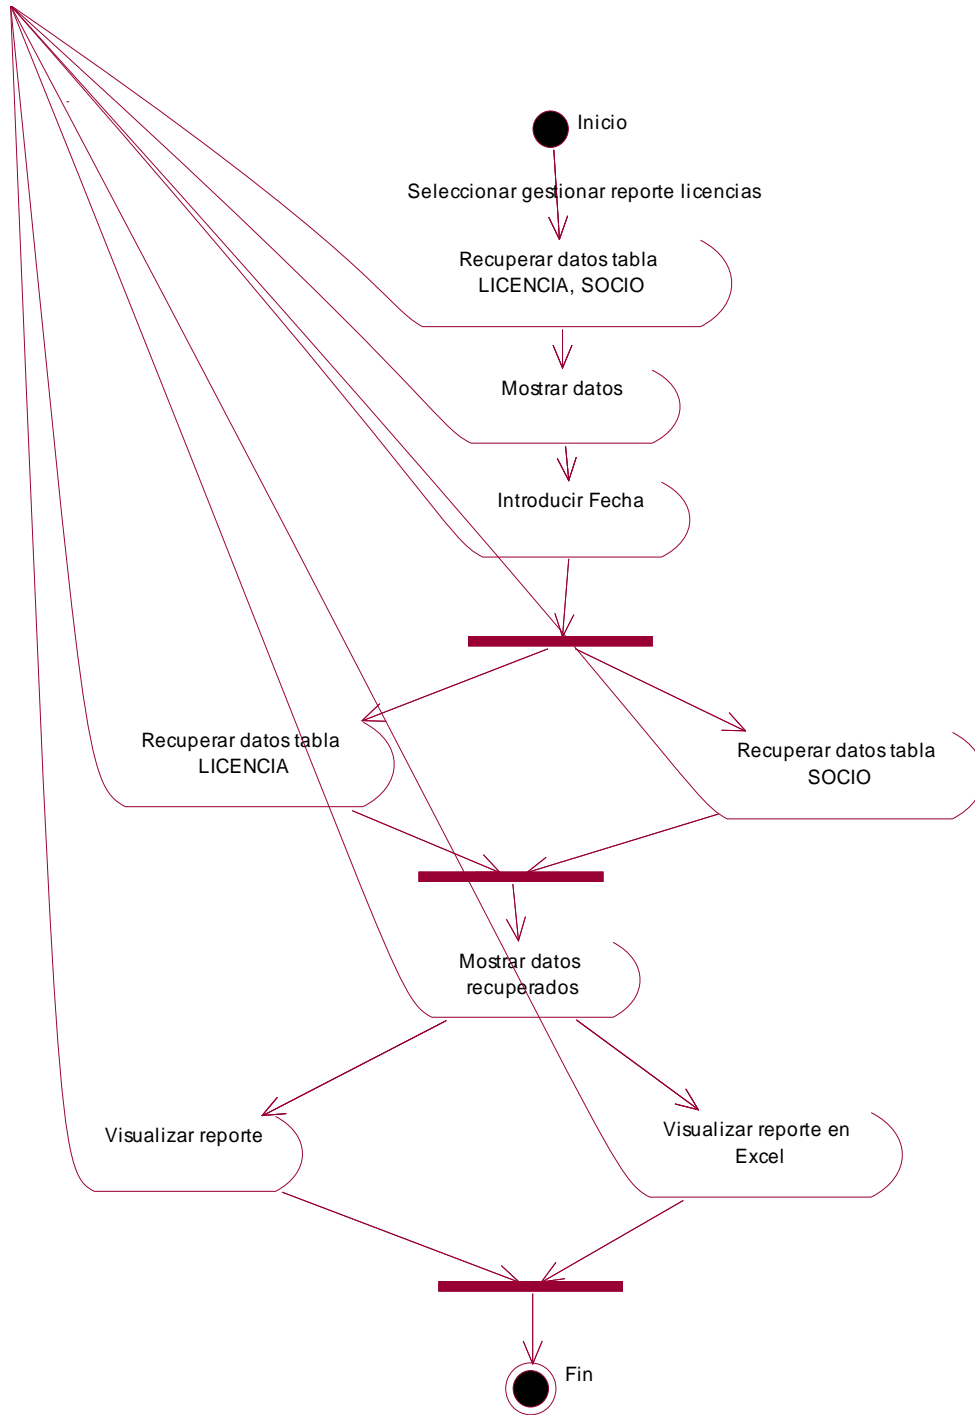 Inicio
Seleccionar gestionar reporte licencias
Recuperar datos tabla
LICENCIA, SOCIO
Mostrar datos
Introducir Fecha
Recuperar datos tabla
LICENCIA
Recuperar datos tabla
SOCIO
Mostrar datos
recuperados
Visualizar reporte
Visualizar reporte en
Excel
Fin